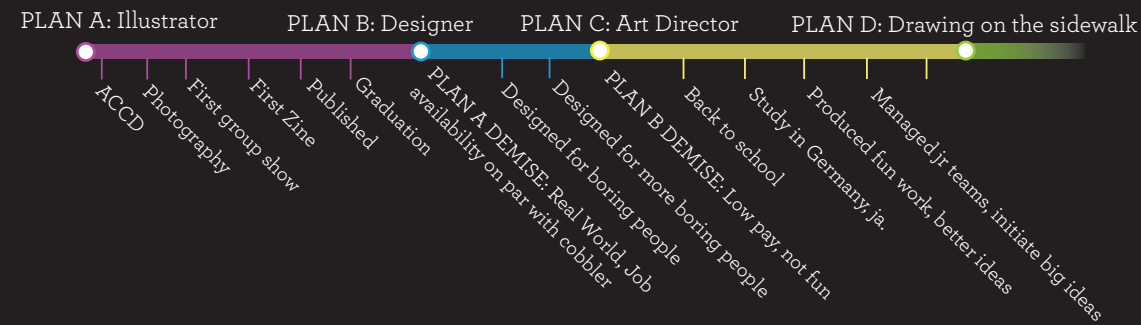 PLAN A: Illustrator
PLAN B: Designer
PLAN C: Art Director
PLAN D: Drawing on the sidewalk
ACCD
Photography
First group show
First Zine
Published
Graduation
PLAN A DEMISE: Real World, Job
availability on par with cobbler
Designed for boring people
Designed for more boring people
PLAN B DEMISE: Low pay, not fun
Back to school
Study in Germany, ja.
Produced fun work, better ideas
Managed jr teams, initiate big ideas